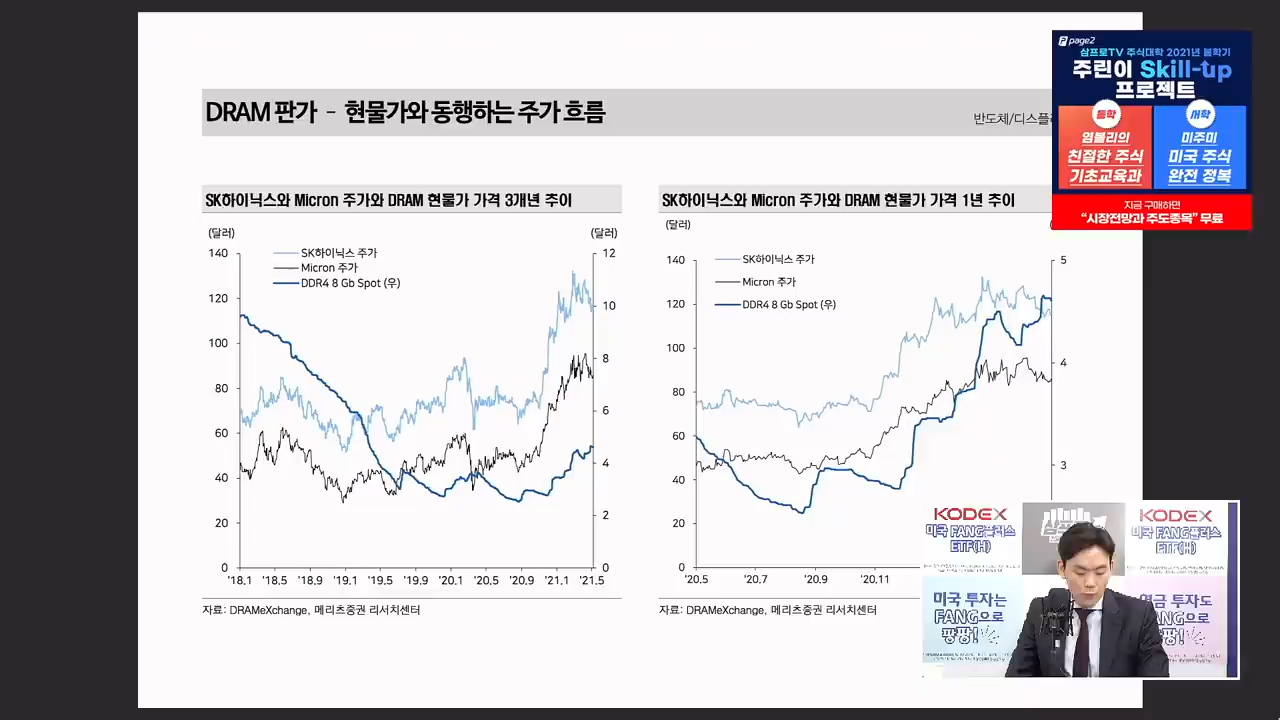 DRAM 판가 – 현물가와 동행하는 주가 흐름
반도체/디스플
SK하이닉스와 Micron 주가와 DRAM 현물가 가격 3개년 추이
(달러)
(달러)
SK하이닉스 주가
Micron 주가
DDR4 8 Gb Spot (우)
140
120
100
80
60
40
20
0
12
10
8
6
4
2
0
'18.1 '18.5 '18.9 '19.1 '19.5 '19.9 '20.1 '20.5 '20.9 '21.1 '21.5
자료: DRAMeXchange, 메리츠증권 리서치센터
SK하이닉스와 Micron 주가와 DRAM 현물가 가격 1년 추이
(달러)
SK하이닉스 주가
Micron 주가
DDR4 8 Gb Spot (우)
140
120
100
80
60
40
20
0
5
4
3
'20.5 '20.7 '20.9 '20.11
자료: DRAMeXchange, 메리츠증권 리서치센터
page2
삼프로TV 주식대학 2021년 봄학기
주린이 Skill-up
프로젝트
동학
염블리의
친절한 주식
기초교육과
서학
미주미
미국 주식
완전 정복
지금 구매하면
"시장전망과 주도종목" 무료
KODEX
미국 FANG플러스
ETF(H)
미국 투자는
FANG으로
팡팡!
KODEX
미국 FANG플러스
ETF(H)
연금 투자도
FANG으로
팡팡!